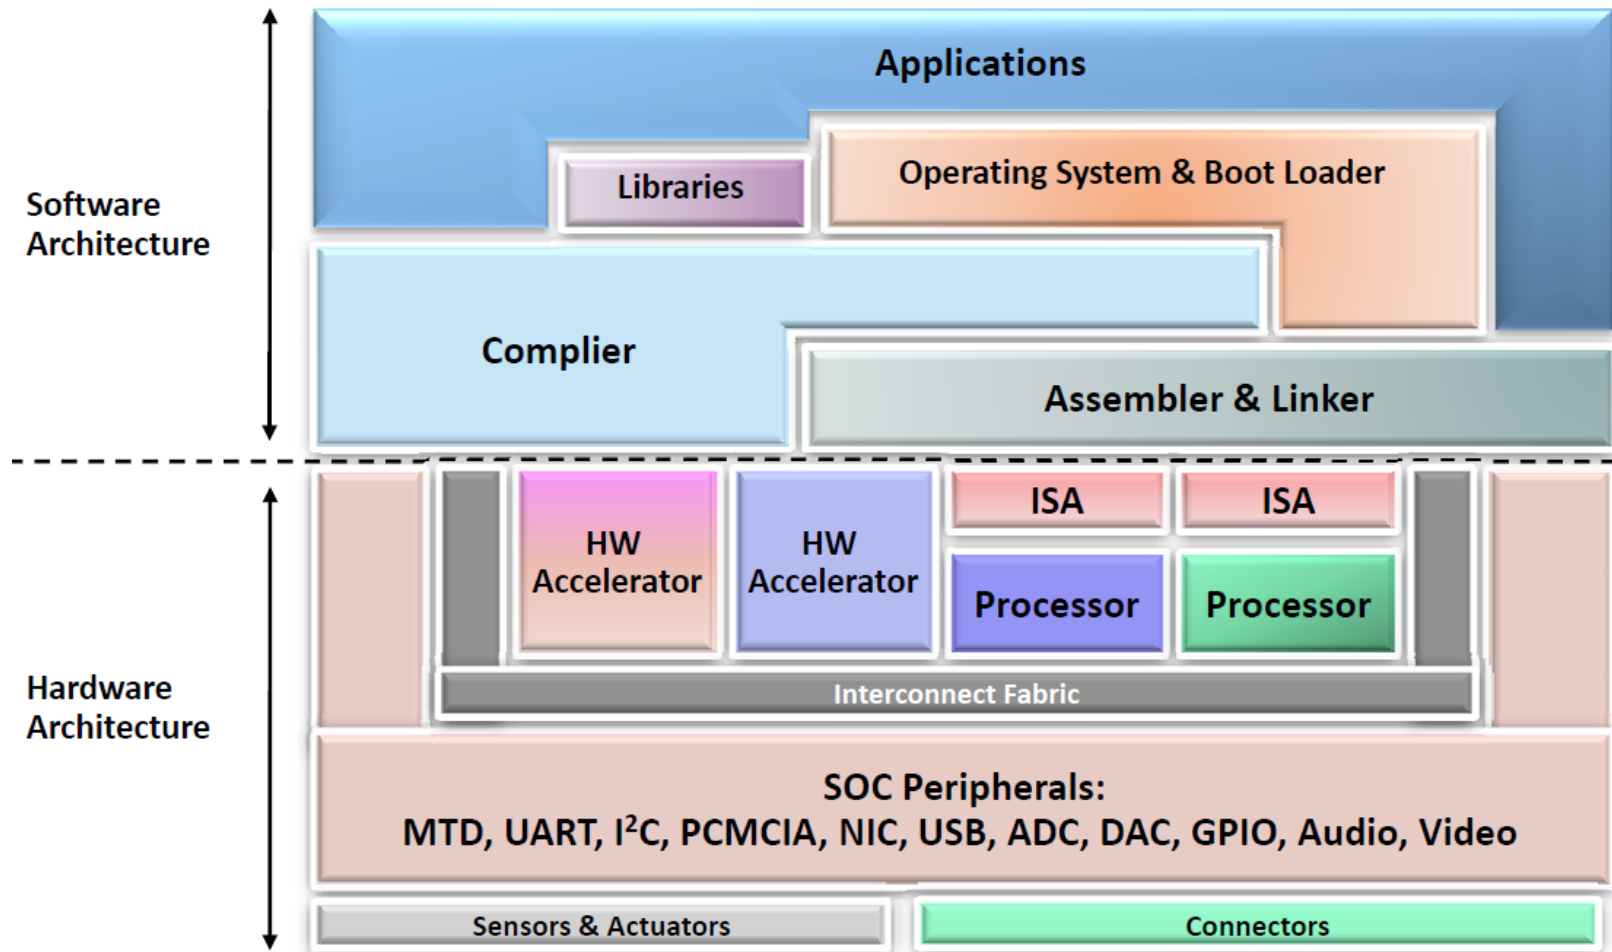 Applications
Libraries
Operating System & Boot Loader
Software
Architecture
Complier
Assembler & Linker
HW
Accelerator
HW
Accelerator
ISA
ISA
Processor
Processor
Hardware
Architecture
Interconnect Fabric
SOC Peripherals:
MTD, UART, I²C, PCMCIA, NIC, USB, ADC, DAC, GPIO, Audio, Video
Sensors & Actuators
Connectors